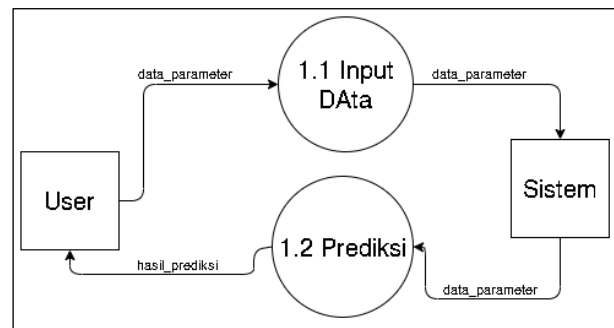 data_parameter
1.1 Input
DAta
data_parameter
User
Sistem
1.2 Prediksi
hasil_prediksi
data_parameter